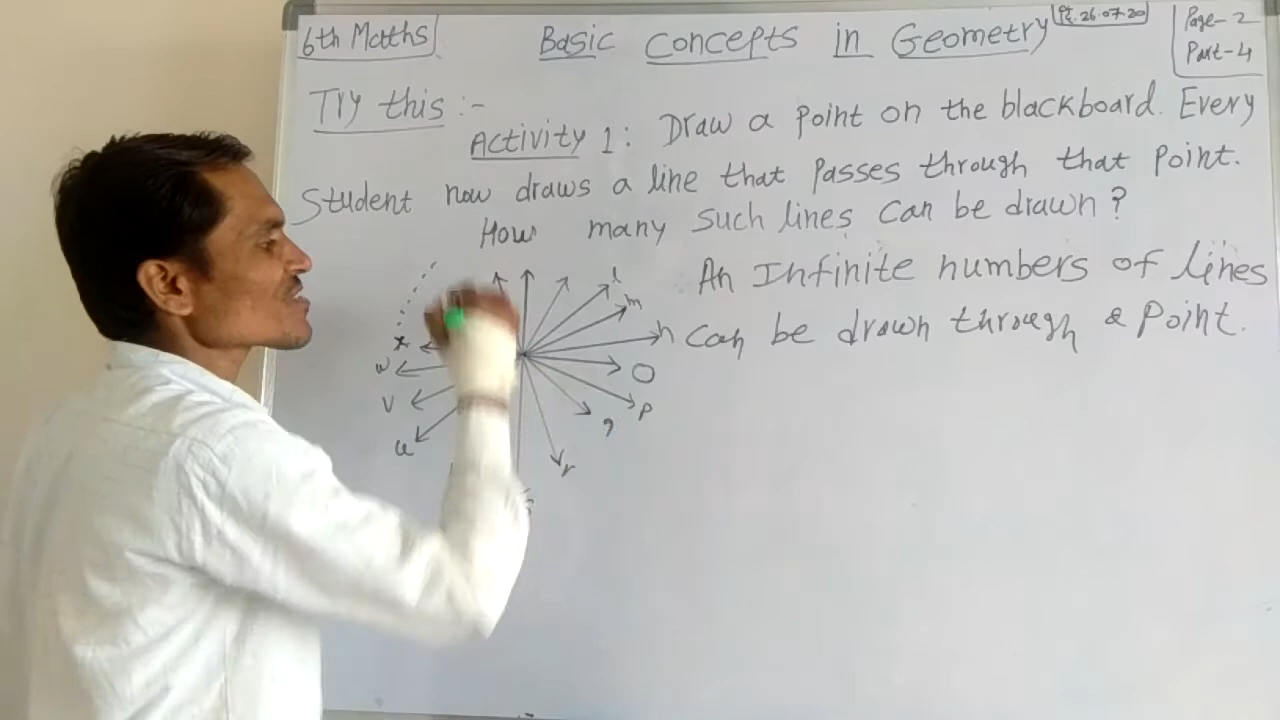 6th Maths
Basic Concepts in Geometry
26.07.20
Page-2
Part-4
Try this :-
Activity 1: Draw a point on the blackboard. Every
Student now draws a line that passes through that point.
How many such lines can be drawn?
An Infinite numbers of lines
can be drawn through a point.
l
m
n
O
p
q
r
s
u
V
w
x